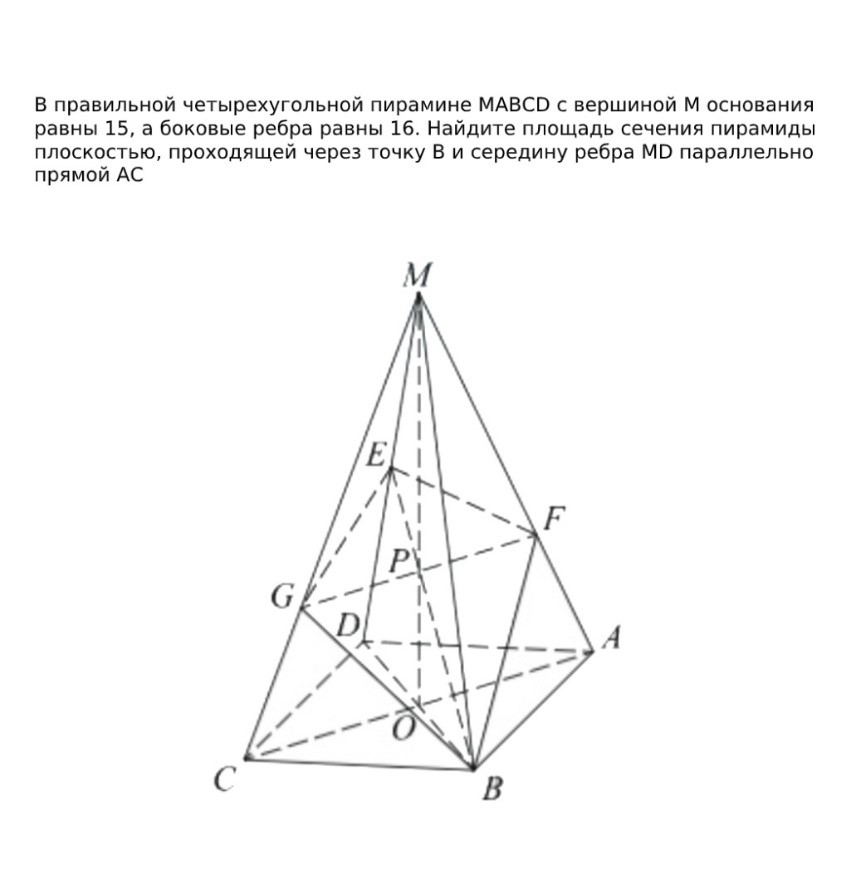 В правильной четырехугольной пирамине MABCD с вершиной М основания
равны 15, а боковые ребра равны 16. Найдите площадь сечения пирамиды
плоскостью, проходящей через точку В и середину ребра MD параллельно
прямой АС
M
E
F
P
G
D
A
O
C
B